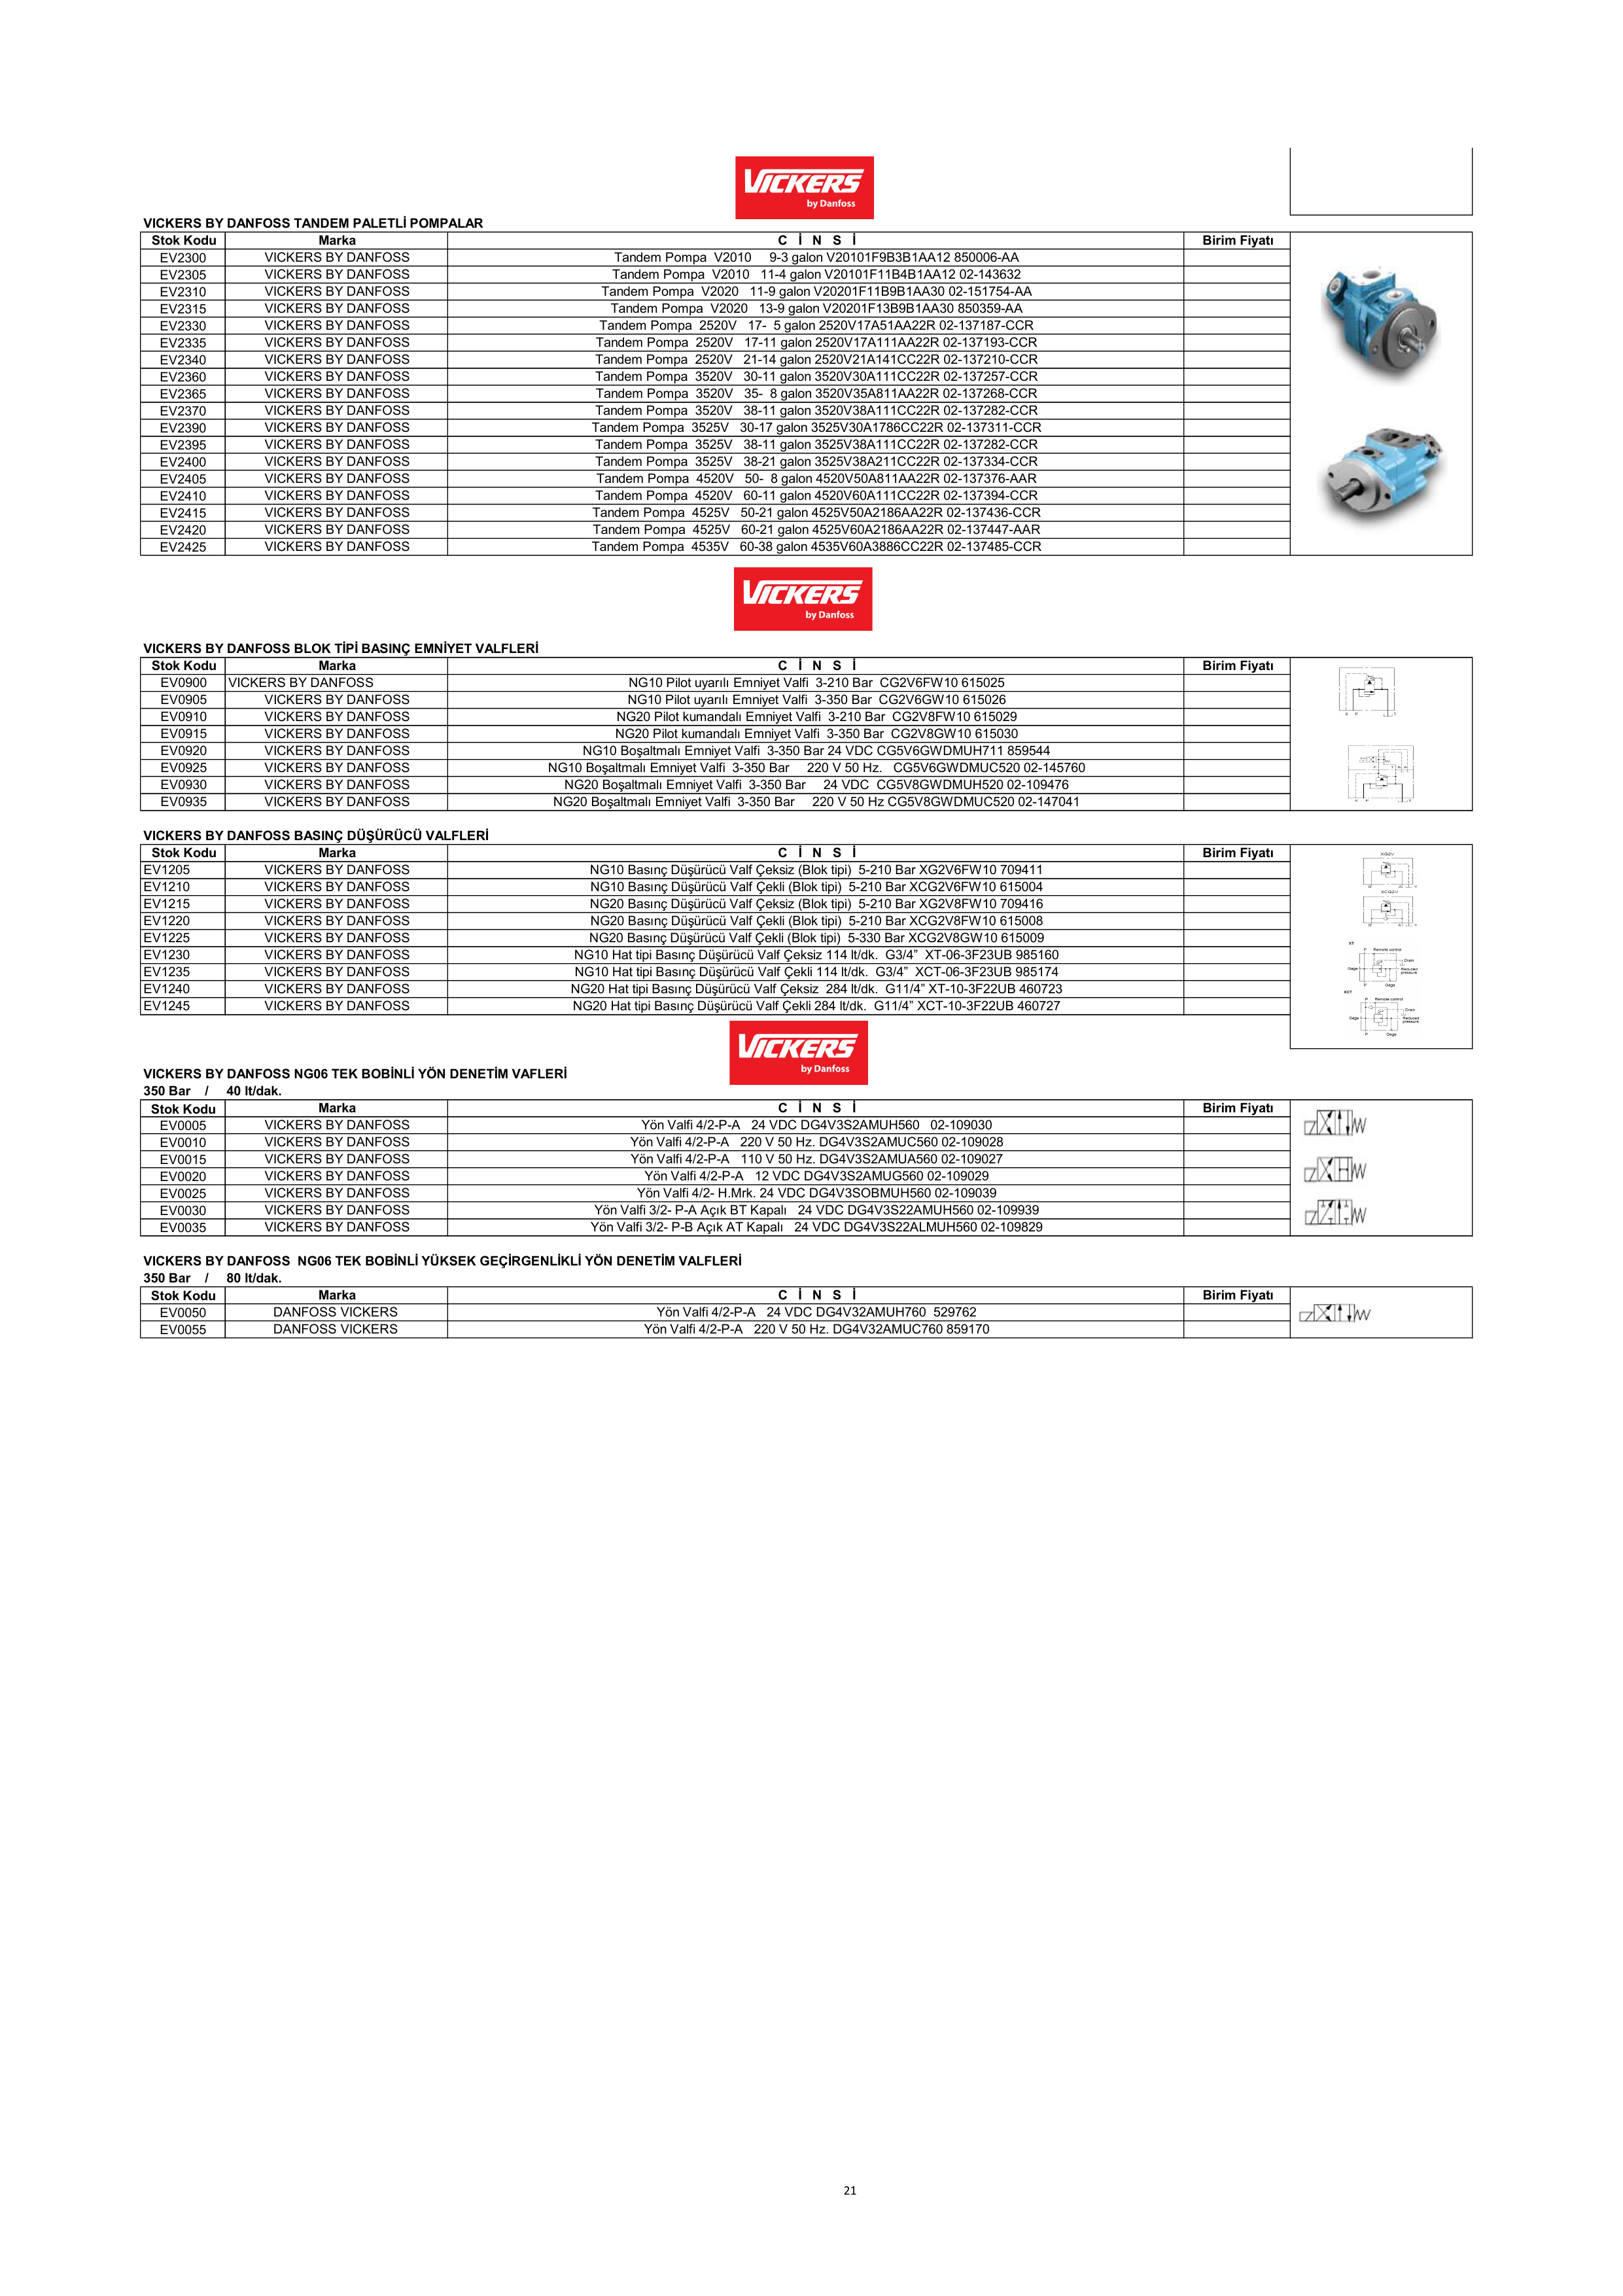 VICKERS
by Danfoss
VICKERS BY DANFOSS TANDEM PALETLİ POMPALAR
Stok Kodu Marka C İ N S İ Birim Fiyatı
EV2300 VICKERS BY DANFOSS Tandem Pompa V2010 9-3 galon V20101F9B3B1AA12 850006-AA
EV2305 VICKERS BY DANFOSS Tandem Pompa V2010 11-4 galon V20101F11B4B1AA12 02-143632
EV2310 VICKERS BY DANFOSS Tandem Pompa V2020 11-9 galon V20201F11B9B1AA30 02-151754-AA
EV2315 VICKERS BY DANFOSS Tandem Pompa V2020 13-9 galon V20201F13B9B1AA30 850359-AA
EV2330 VICKERS BY DANFOSS Tandem Pompa 2520V 17- 5 galon 2520V17A51AA22R 02-137187-CCR
EV2335 VICKERS BY DANFOSS Tandem Pompa 2520V 17-11 galon 2520V17A111AA22R 02-137193-CCR
EV2340 VICKERS BY DANFOSS Tandem Pompa 2520V 21-14 galon 2520V21A141CC22R 02-137210-CCR
EV2360 VICKERS BY DANFOSS Tandem Pompa 3520V 30-11 galon 3520V30A111CC22R 02-137257-CCR
EV2365 VICKERS BY DANFOSS Tandem Pompa 3520V 35- 8 galon 3520V35A811AA22R 02-137268-CCR
EV2370 VICKERS BY DANFOSS Tandem Pompa 3520V 38-11 galon 3520V38A111CC22R 02-137282-CCR
EV2390 VICKERS BY DANFOSS Tandem Pompa 3525V 30-17 galon 3525V30A1786CC22R 02-137311-CCR
EV2395 VICKERS BY DANFOSS Tandem Pompa 3525V 38-11 galon 3525V38A111CC22R 02-137282-CCR
EV2400 VICKERS BY DANFOSS Tandem Pompa 3525V 38-21 galon 3525V38A211CC22R 02-137334-CCR
EV2405 VICKERS BY DANFOSS Tandem Pompa 4520V 50- 8 galon 4520V50A811AA22R 02-137376-AAR
EV2410 VICKERS BY DANFOSS Tandem Pompa 4520V 60-11 galon 4520V60A111CC22R 02-137394-CCR
EV2415 VICKERS BY DANFOSS Tandem Pompa 4525V 50-21 galon 4525V50A2186AA22R 02-137436-CCR
EV2420 VICKERS BY DANFOSS Tandem Pompa 4525V 60-21 galon 4525V60A2186AA22R 02-137447-AAR
EV2425 VICKERS BY DANFOSS Tandem Pompa 4535V 60-38 galon 4535V60A3886CC22R 02-137485-CCR
VICKERS
by Danfoss
VICKERS BY DANFOSS BLOK TİPİ BASINÇ EMNİYET VALFLERİ
Stok Kodu Marka C İ N S İ Birim Fiyatı
EV0900 VICKERS BY DANFOSS NG10 Pilot uyarılı Emniyet Valfi 3-210 Bar CG2V6FW10 615025
EV0905 VICKERS BY DANFOSS NG10 Pilot uyarılı Emniyet Valfi 3-350 Bar CG2V6GW10 615026
EV0910 VICKERS BY DANFOSS NG20 Pilot kumandalı Emniyet Valfi 3-210 Bar CG2V8FW10 615029
EV0915 VICKERS BY DANFOSS NG20 Pilot kumandalı Emniyet Valfi 3-350 Bar CG2V8GW10 615030
EV0920 VICKERS BY DANFOSS NG10 Boşaltmalı Emniyet Valfi 3-350 Bar 24 VDC CG5V6GWDMUH711 859544
EV0925 VICKERS BY DANFOSS NG10 Boşaltmalı Emniyet Valfi 3-350 Bar 220 V 50 Hz. CG5V6GWDMUC520 02-145760
EV0930 VICKERS BY DANFOSS NG20 Boşaltmalı Emniyet Valfi 3-350 Bar 24 VDC CG5V8GWDMUH520 02-109476
EV0935 VICKERS BY DANFOSS NG20 Boşaltmalı Emniyet Valfi 3-350 Bar 220 V 50 Hz CG5V8GWDMUC520 02-147041
VICKERS BY DANFOSS BASINÇ DÜŞÜRÜCÜ VALFLERİ
Stok Kodu Marka C İ N S İ Birim Fiyatı
EV1205 VICKERS BY DANFOSS NG10 Basınç Düşürücü Valf Çeksiz (Blok tipi) 5-210 Bar XG2V6FW10 709411
EV1210 VICKERS BY DANFOSS NG10 Basınç Düşürücü Valf Çekli (Blok tipi) 5-210 Bar XCG2V6FW10 615004
EV1215 VICKERS BY DANFOSS NG20 Basınç Düşürücü Valf Çeksiz (Blok tipi) 5-210 Bar XG2V8FW10 709416
EV1220 VICKERS BY DANFOSS NG20 Basınç Düşürücü Valf Çekli (Blok tipi) 5-210 Bar XCG2V8FW10 615008
EV1225 VICKERS BY DANFOSS NG20 Basınç Düşürücü Valf Çekli (Blok tipi) 5-330 Bar XCG2V8GW10 615009
EV1230 VICKERS BY DANFOSS NG10 Hat tipi Basınç Düşürücü Valf Çeksiz 114 lt/dk. G3/4” XT-06-3F23UB 985160
EV1235 VICKERS BY DANFOSS NG10 Hat tipi Basınç Düşürücü Valf Çekli 114 lt/dk. G3/4” XCT-06-3F23UB 985174
EV1240 VICKERS BY DANFOSS NG20 Hat tipi Basınç Düşürücü Valf Çeksiz 284 lt/dk. G11/4” XT-10-3F22UB 460723
EV1245 VICKERS BY DANFOSS NG20 Hat tipi Basınç Düşürücü Valf Çekli 284 lt/dk. G11/4” XCT-10-3F22UB 460727
XT
Remote control
Drain
Gage Reduced pressure
Gage
Remote control
Drain
Gage Reduced pressure
Gage
VICKERS
by Danfoss
VICKERS BY DANFOSS NG06 TEK BOBİNLİ YÖN DENETİM VAFLERİ
350 Bar / 40 lt/dak.
Stok Kodu Marka C İ N S İ Birim Fiyatı
EV0005 VICKERS BY DANFOSS Yön Valfi 4/2-P-A 24 VDC DG4V3S2AMUH560 02-109030
EV0010 VICKERS BY DANFOSS Yön Valfi 4/2-P-A 220 V 50 Hz. DG4V3S2AMUC560 02-109028
EV0015 VICKERS BY DANFOSS Yön Valfi 4/2-P-A 110 V 50 Hz. DG4V3S2AMUA560 02-109027
EV0020 VICKERS BY DANFOSS Yön Valfi 4/2-P-A 12 VDC DG4V3S2AMUG560 02-109029
EV0025 VICKERS BY DANFOSS Yön Valfi 4/2- H.Mrk. 24 VDC DG4V3SOBMUH560 02-109039
EV0030 VICKERS BY DANFOSS Yön Valfi 3/2- P-A Açık BT Kapalı 24 VDC DG4V3S22AMUH560 02-109939
EV0035 VICKERS BY DANFOSS Yön Valfi 3/2- P-B Açık AT Kapalı 24 VDC DG4V3S22ALMUH560 02-109829
VICKERS BY DANFOSS NG06 TEK BOBİNLİ YÜKSEK GEÇİRGENLİKLİ YÖN DENETİM VALFLERİ
350 Bar / 80 lt/dak.
Stok Kodu Marka C İ N S İ Birim Fiyatı
EV0050 DANFOSS VICKERS Yön Valfi 4/2-P-A 24 VDC DG4V32AMUH760 529762
EV0055 DANFOSS VICKERS Yön Valfi 4/2-P-A 220 V 50 Hz. DG4V32AMUC760 859170
21